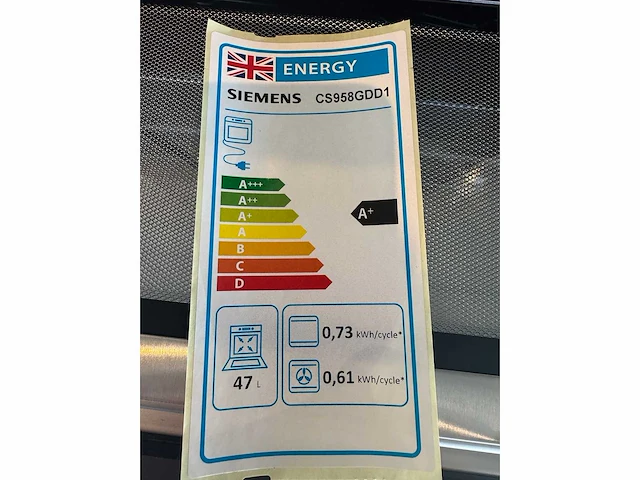 ENERGY
SIEMENS CS958GDD1
A+++
A++
A+
A+
A
B
C
D
47 L
0,73 kWh/cycle*
0,61 kWh/cycle*